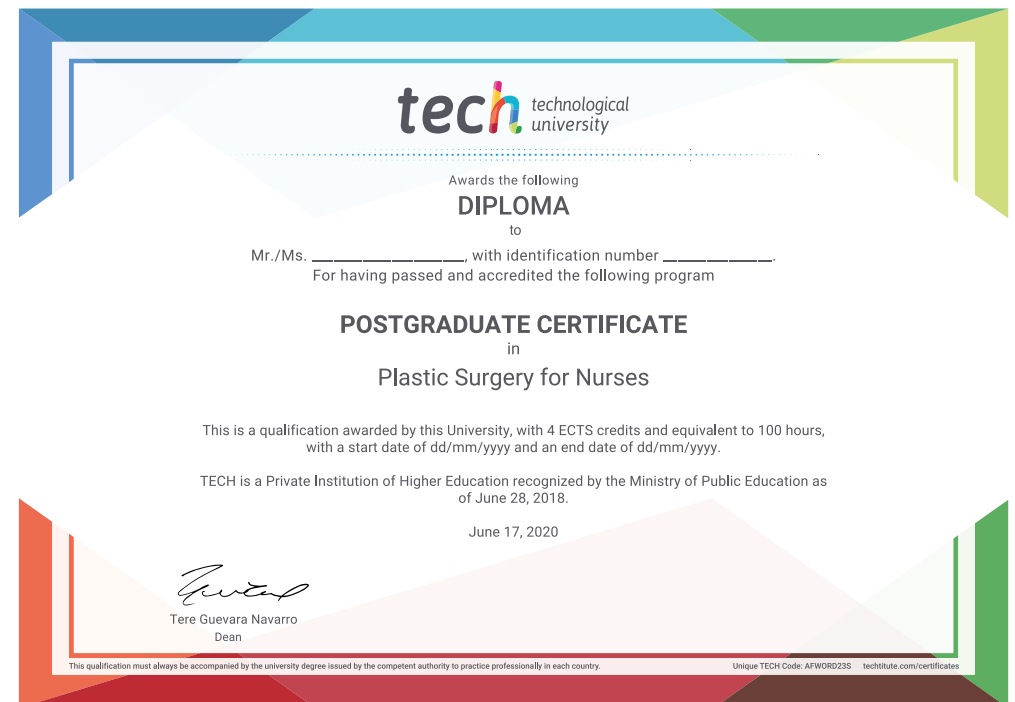 tech technological
university
Awards the following
DIPLOMA
to
Mr./Ms. ______________, with identification number __________.
For having passed and accredited the following program
POSTGRADUATE CERTIFICATE
in
Plastic Surgery for Nurses
This is a qualification awarded by this University, with 4 ECTS credits and equivalent to 100 hours,
with a start date of dd/mm/yyyy and an end date of dd/mm/yyyy.
TECH is a Private Institution of Higher Education recognized by the Ministry of Public Education as
of June 28, 2018.
June 17, 2020
Tere Guevara Navarro
Dean
This qualification must always be accompanied by the university degree issued by the competent authority to practice professionally in each country.
Unique TECH Code: AFWORD23S techtitute.com/certificates